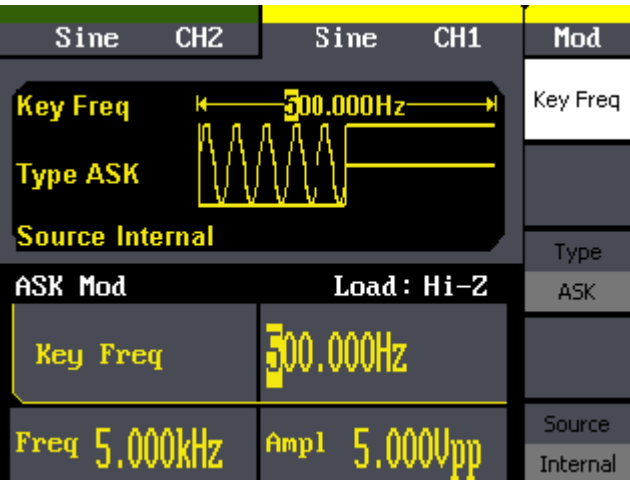 Sine CH2 Sine CH1 Mod
Key Freq 500.000Hz Key Freq
Type ASK
Source Internal
Type
ASK Mod Load: Hi-Z ASK
Key Freq 500.000Hz
Source
Freq 5.000kHz Ampl 5.000Vpp
Internal